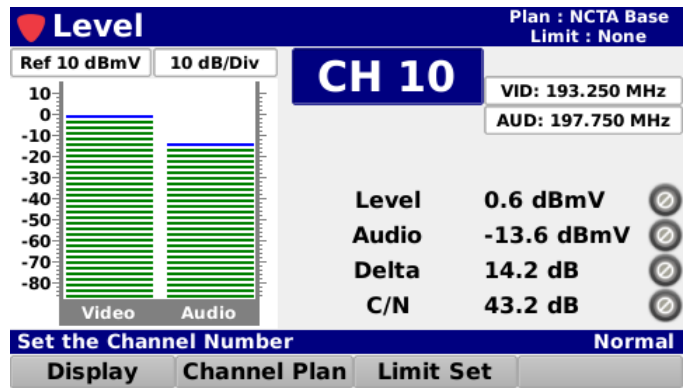 Level
Plan : NCTA Base
Limit : None
Ref 10 dBmV
10 dB/Div
CH 10
VID: 193.250 MHz
AUD: 197.750 MHz
10
0
-10
-20
-30
-40
-50
-60
-70
-80
Video
Audio
Level 0.6 dBmV
Audio -13.6 dBmV
Delta 14.2 dB
C/N 43.2 dB
Set the Channel Number
Normal
Display
Channel Plan
Limit Set